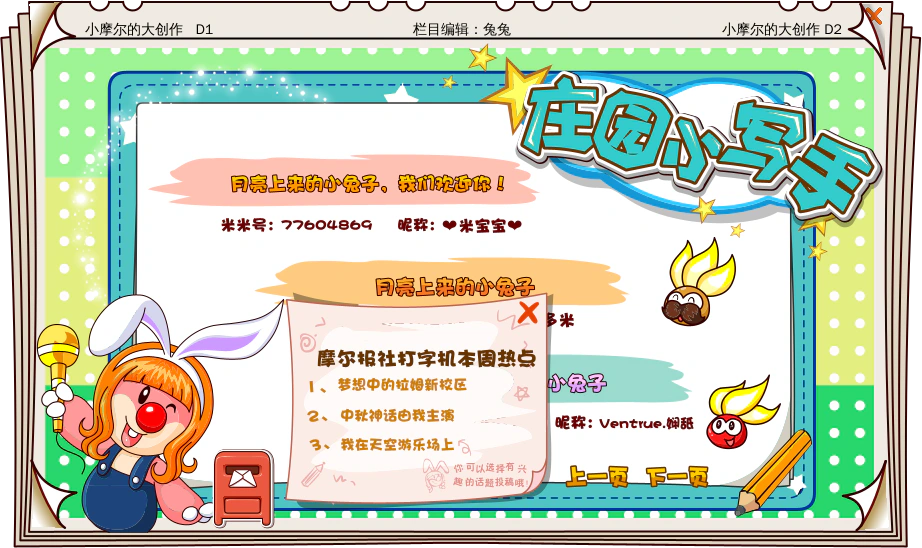 小摩尔的大创作 D1
栏目编辑：兔兔
小摩尔的大创作 D2
庄园小写手
月亮上来的小兔子，我们欢迎你！
米米号：77604869 昵称：❤米宝宝❤
月亮上来的小兔子
多米
小兔子
昵称：Ventrue.娴舐
摩尔报社打字机本周热点
1、梦想中的拉姆新校区
2、中秋神话由我主演
3、我在天空游乐场上
你可以选择有兴
趣的话题投稿哦！
上一页 下一页